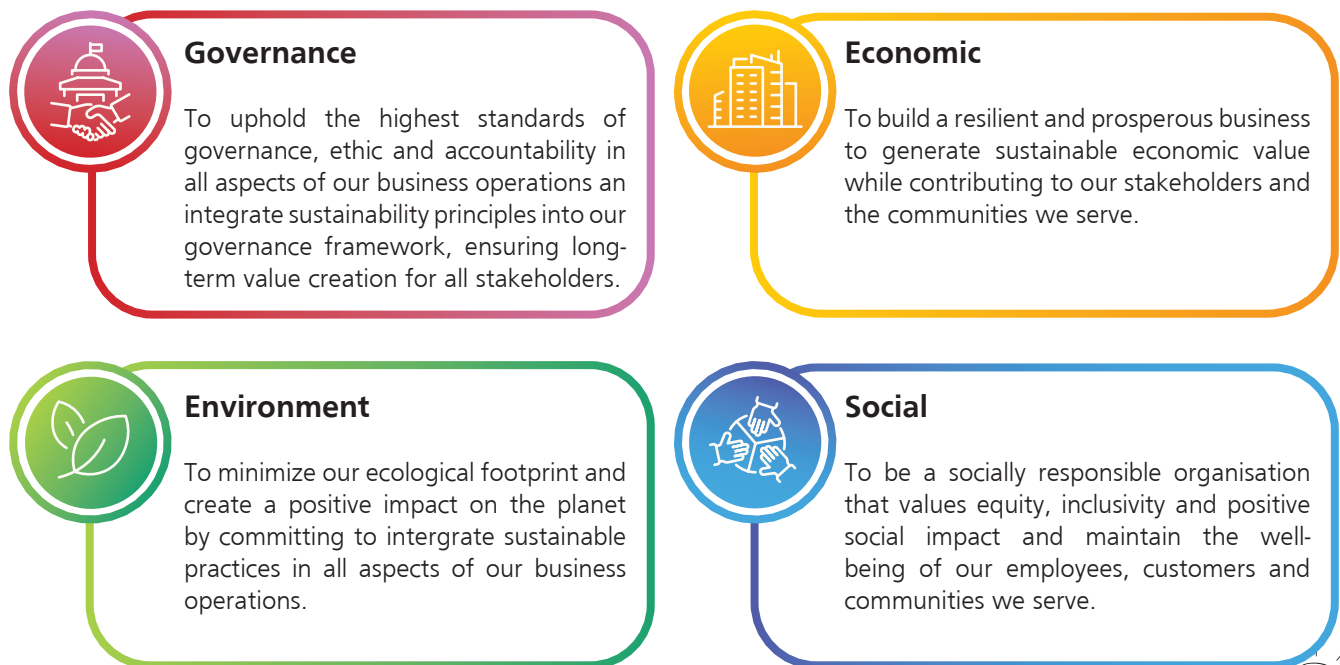 Governance
To uphold the highest standards of
governance, ethic and accountability in
all aspects of our business operations an
integrate sustainability principles into our
governance framework, ensuring long-
term value creation for all stakeholders.
Economic
To build a resilient and prosperous business
to generate sustainable economic value
while contributing to our stakeholders and
the communities we serve.
Environment
To minimize our ecological footprint and
create a positive impact on the planet
by committing to intergrate sustainable
practices in all aspects of our business
operations.
Social
To be a socially responsible organisation
that values equity, inclusivity and positive
social impact and maintain the well-
being of our employees, customers and
communities we serve.